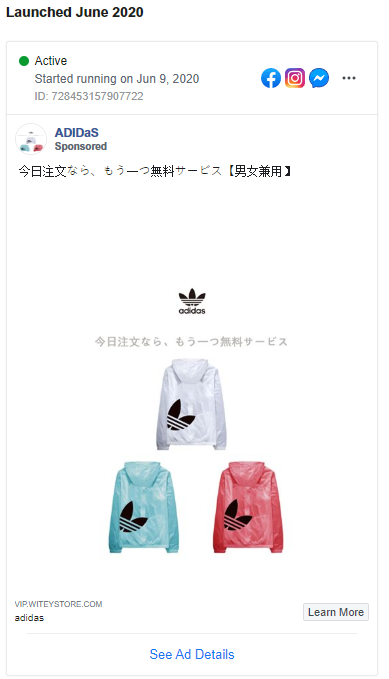 Launched June 2020
Active
Started running on Jun 9, 2020
ID: 728453157907722
ADIDaS
Sponsored
今日注文なら、もう一つ無料サービス【男女兼用】
adidas
今日注文なら、もう一つ無料サービス
VIP.WITEYSTORE.COM
adidas
Learn More
See Ad Details